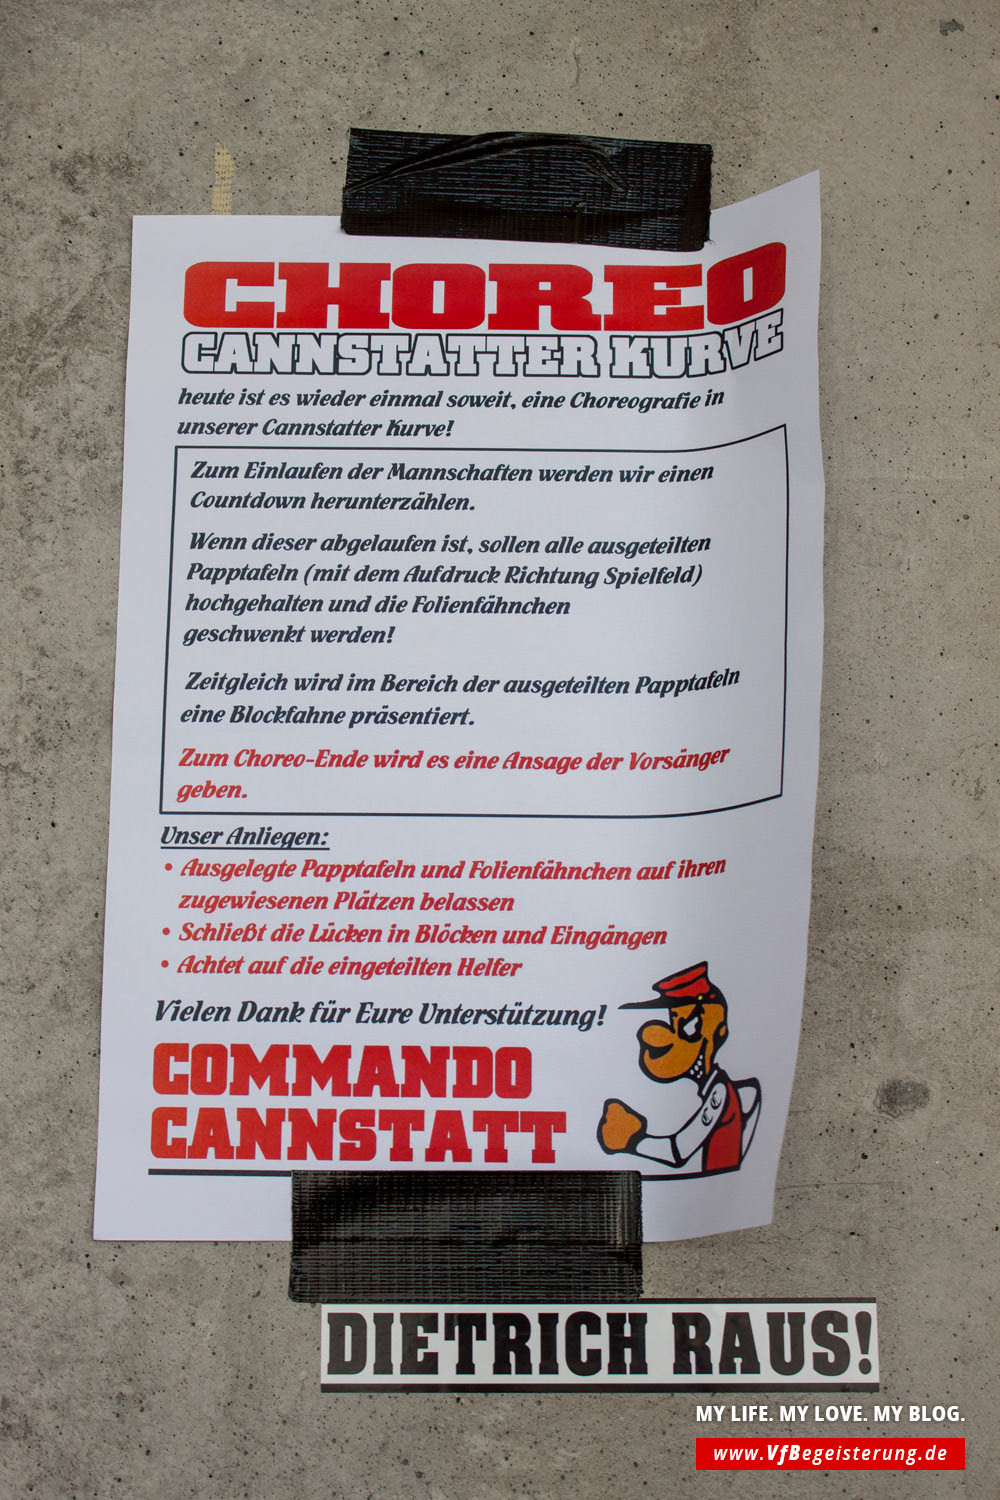 CHOREO
CANNSTATTER KURVE
heute ist es wieder einmal soweit, eine Choreografie in
unserer Cannstatter Kurve!
Zum Einlaufen der Mannschaften werden wir einen
Countdown herunterzählen.
Wenn dieser abgelaufen ist, sollen alle ausgeteilten
Papptafeln (mit dem Aufdruck Richtung Spielfeld)
hochgehalten und die Folienfähnchen
geschwenkt werden!
Zeitgleich wird im Bereich der ausgeteilten Papptafeln
eine Blockfahne präsentiert.
Zum Choreo-Ende wird es eine Ansage der Vorsänger
geben.
Unser Anliegen:
• Ausgelegte Papptafeln und Folienfähnchen auf ihren
zugewiesenen Plätzen belassen
• Schließt die Lücken in Blöcken und Eingängen
• Achtet auf die eingeteilten Helfer
Vielen Dank für Eure Unterstützung!
COMMANDO
CANNSTATT
CC
DIETRICH RAUS!
MY LIFE. MY LOVE. MY BLOG.
www.VfBegeisterung.de